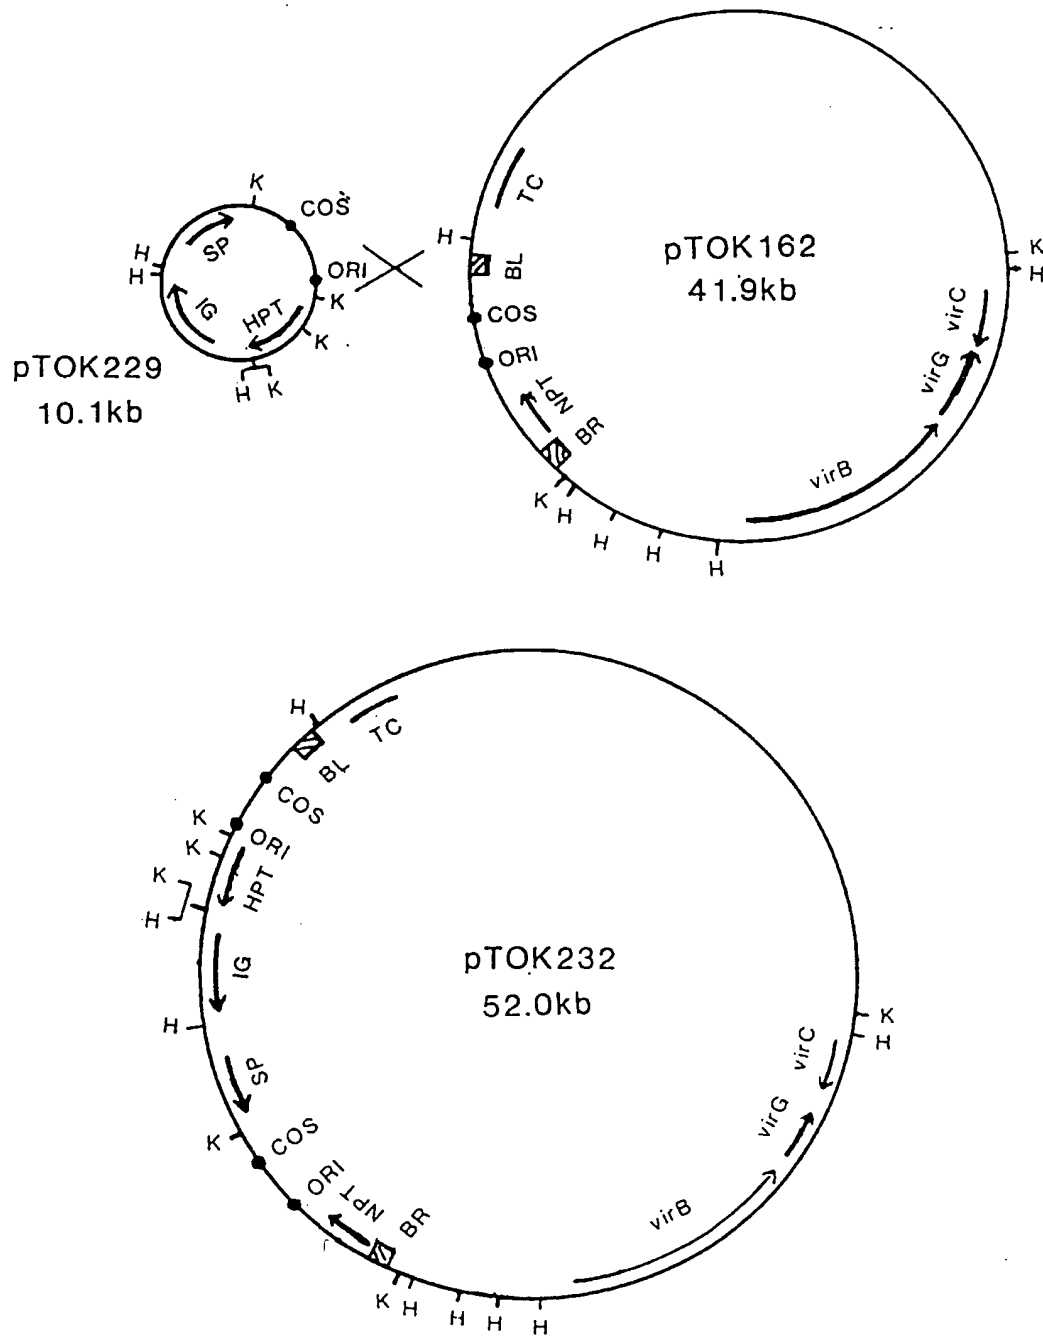 K
COS
SP
H
H
ORI
K
IG
HPT
K
H K
pTOK229
10.1kb
TC
H
BL
COS
ORI
NPT
BR
K
H
H
H
H
pTOK162
41.9kb
K
H
virC
virG
virB
H
TC
BL
COS
K
ORI
K
K
HPT
H
IG
H
SP
K
COS
ORI
NPT
BR
K H
H
H
H
pTOK232
52.0kb
K
H
virC
virG
virB